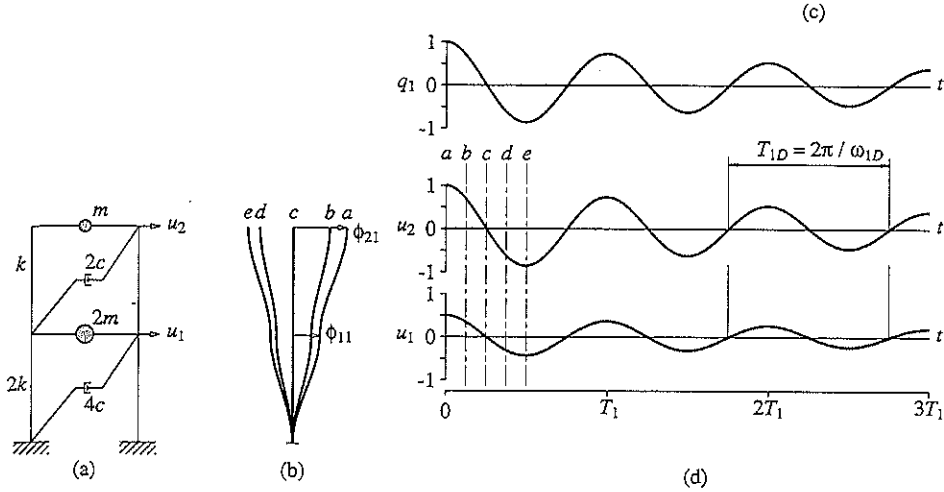 (c)
1
q₁ 0 t
-1
a b c d e
T₁D = 2π / ω₁D
1
u₂ 0 t
-1
1
u₁ 0 t
-1
0 T₁ 2T₁ 3T₁
(d)
m
u₂
k
2c
2m
u₁
2k
4c
(a)
e d c b a
ϕ₂₁
ϕ₁₁
(b)